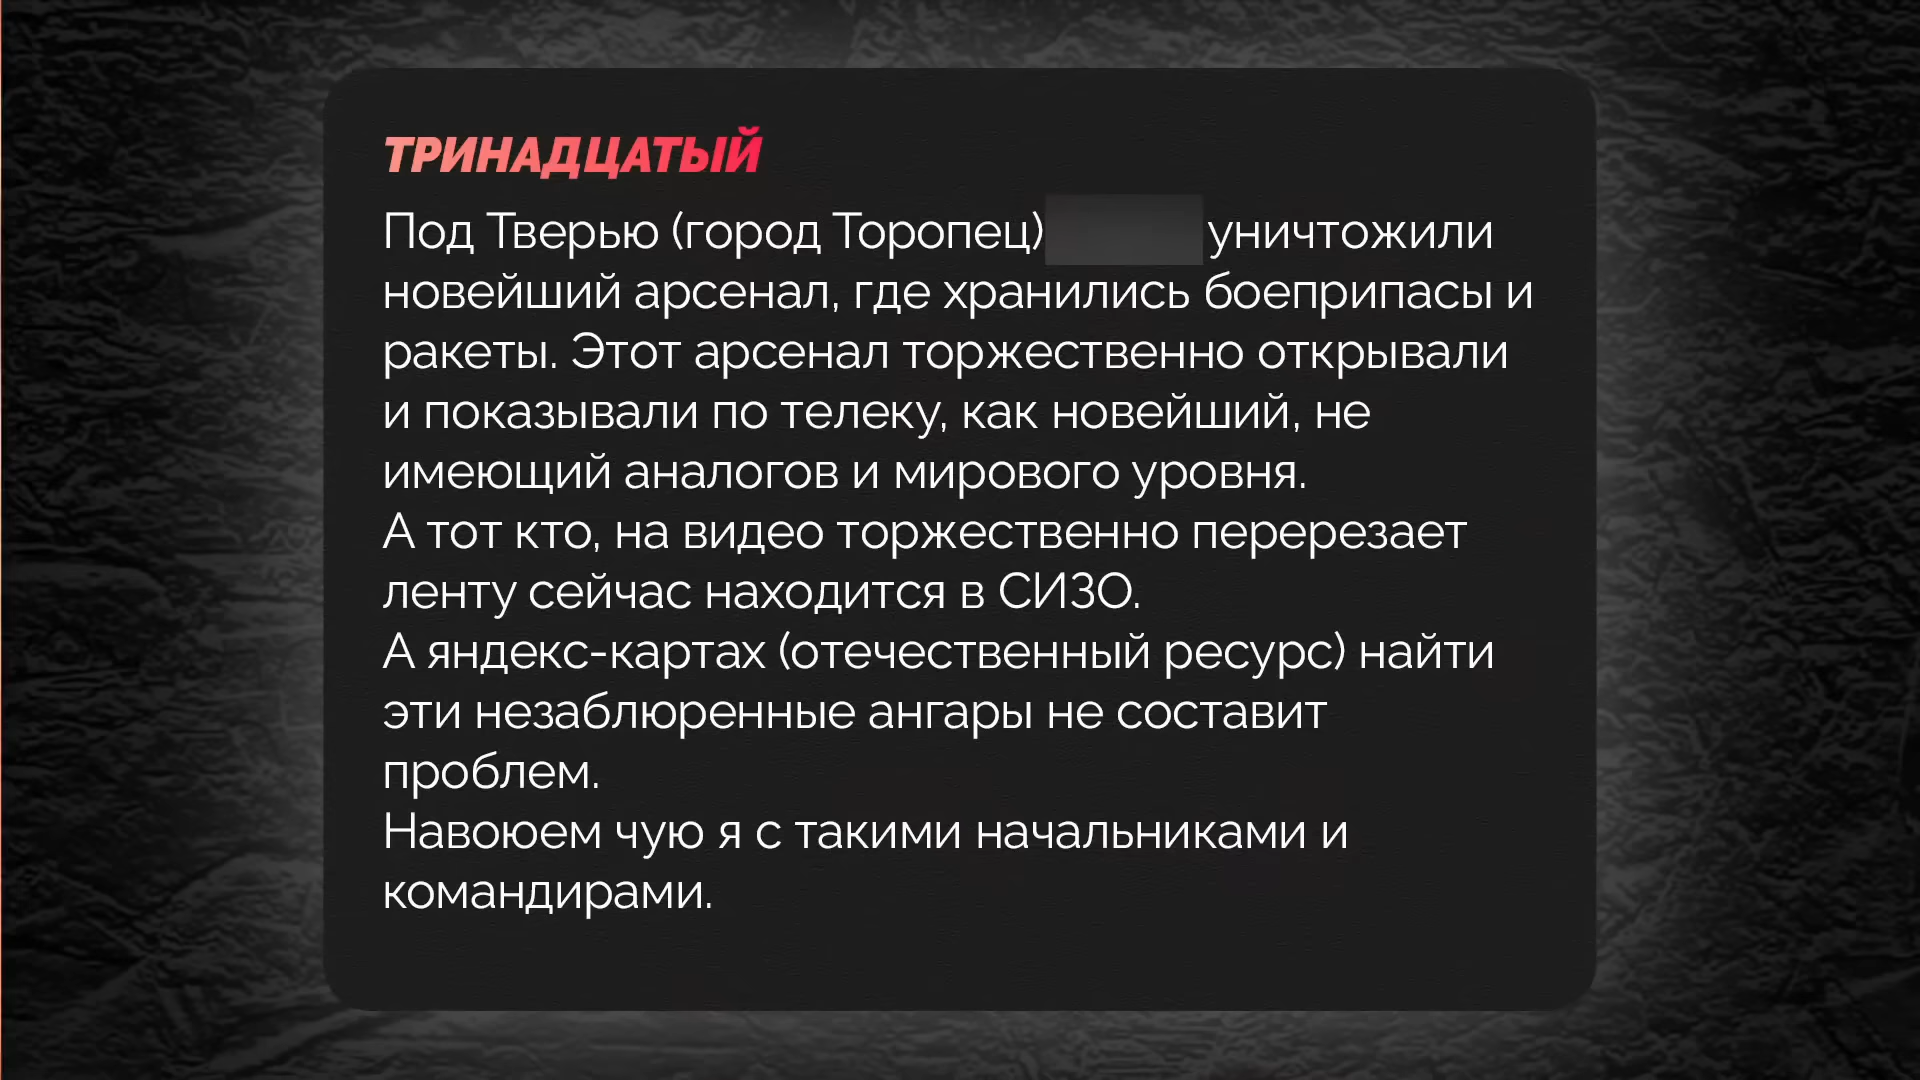 ТРИНАДЦАТЫЙ
Под Тверью (город Торопец) уничтожили
новейший арсенал, где хранились боеприпасы и
ракеты. Этот арсенал торжественно открывали
и показывали по телеку, как новейший, не
имеющий аналогов и мирового уровня.
А тот кто, на видео торжественно перерезает
ленту сейчас находится в СИЗО.
А яндекс-картах (отечественный ресурс) найти
эти незаблюренные ангары не составит
проблем.
Навоюем чую я с такими начальниками и
командирами.